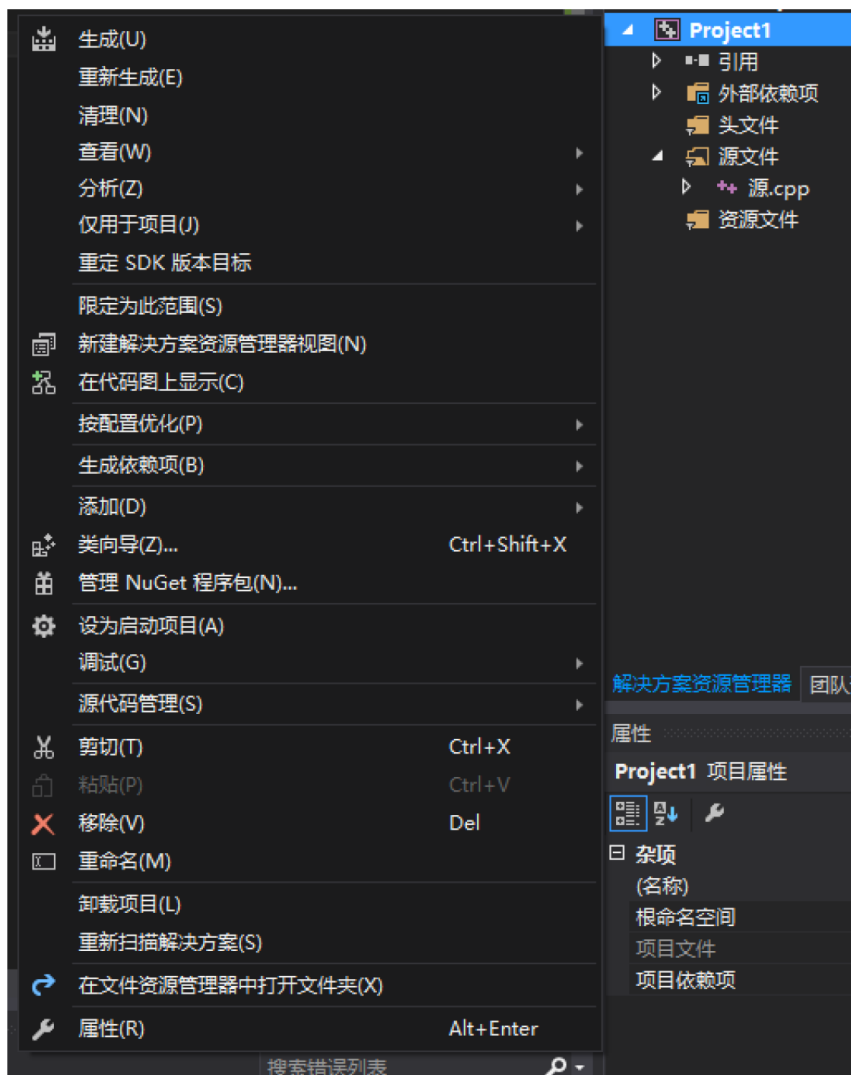 生成(U)
重新生成(E)
清理(N)
查看(W)
分析(Z)
仅用于项目(J)
重定 SDK 版本目标
限定为此范围(S)
新建解决方案资源管理器视图(N)
在代码图上显示(C)
按配置优化(P)
生成依赖项(B)
添加(D)
类向导(Z)... Ctrl+Shift+X
管理 NuGet 程序包(N)...
设为启动项目(A)
调试(G)
源代码管理(S)
剪切(T) Ctrl+X
粘贴(P) Ctrl+V
移除(V) Del
重命名(M)
卸载项目(L)
重新扫描解决方案(S)
在文件资源管理器中打开文件夹(X)
属性(R) Alt+Enter
搜索错误列表
Project1
引用
外部依赖项
头文件
源文件
源.cpp
资源文件
解决方案资源管理器 团队
属性
Project1 项目属性
杂项
(名称)
根命名空间
项目文件
项目依赖项